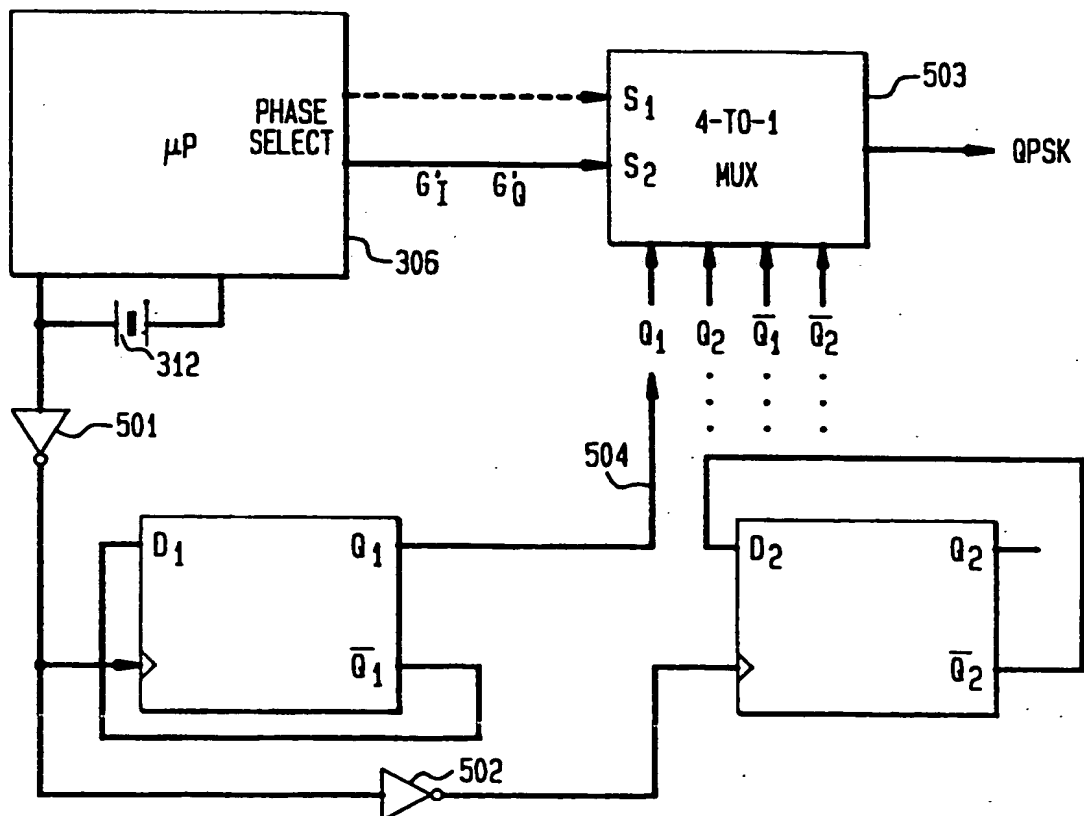 μP
PHASE
SELECT
G'I G'Q
306
312
S1
S2
4-TO-1
MUX
503
QPSK
Q1 Q2 Q̅1 Q̅2
501
504
D1
Q1
Q̅1
D2
Q2
Q̅2
502